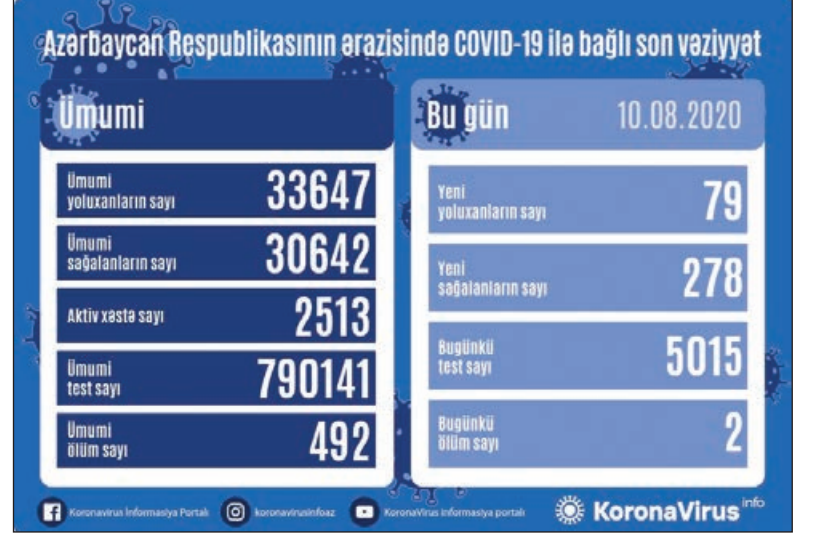 Azərbaycan Respublikasının ərazisində COVID-19 ilə bağlı son vəziyyət
Ümumi
Ümumi
yoluxanların sayı
33647
Ümumi
sağalanların sayı
30642
Aktiv xəstə sayı
2513
Ümumi
test sayı
790141
Ümumi
ölüm sayı
492
Bu gün
10.08.2020
Yeni
yoluxanların sayı
79
Yeni
sağalanların sayı
278
Bugünkü
test sayı
5015
Bugünkü
ölüm sayı
2
Koronavirus İnformasiya Portalı
koronavirusinfoaz
KoronaVirus informasiya portalı
KoronaVirus info